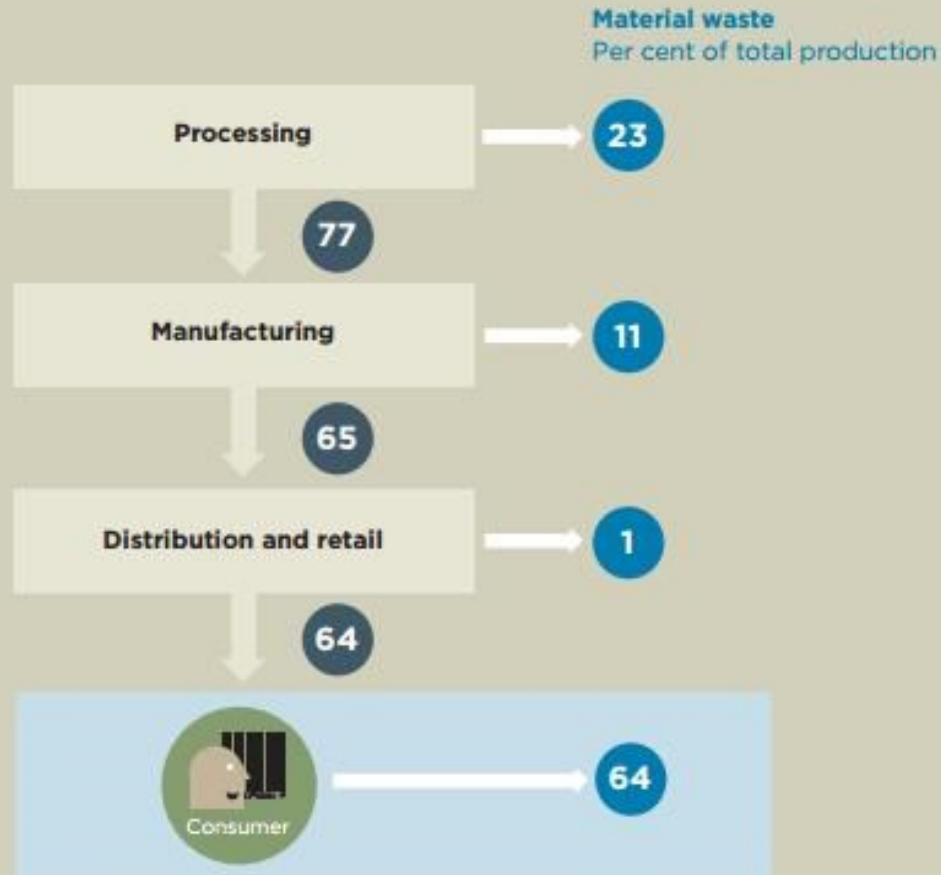 Material waste
Per cent of total production
Processing
23
77
Manufacturing
11
65
Distribution and retail
1
64
Consumer
64